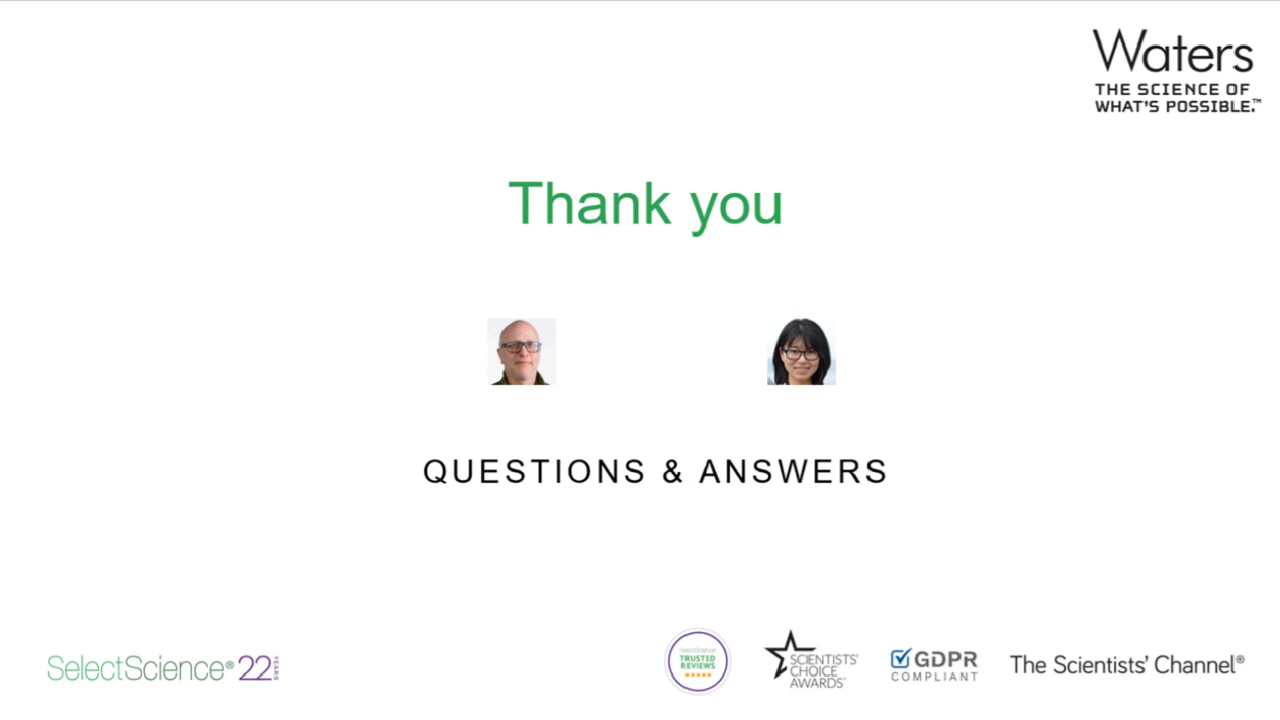 Waters
THE SCIENCE OF
WHAT'S POSSIBLE.™
Thank you
QUESTIONS & ANSWERS
SelectScience® 22 YEARS
SelectScience®
TRUSTED
REVIEWS
SCIENTISTS'
CHOICE
AWARDS®
GDPR
COMPLIANT
The Scientists' Channel®